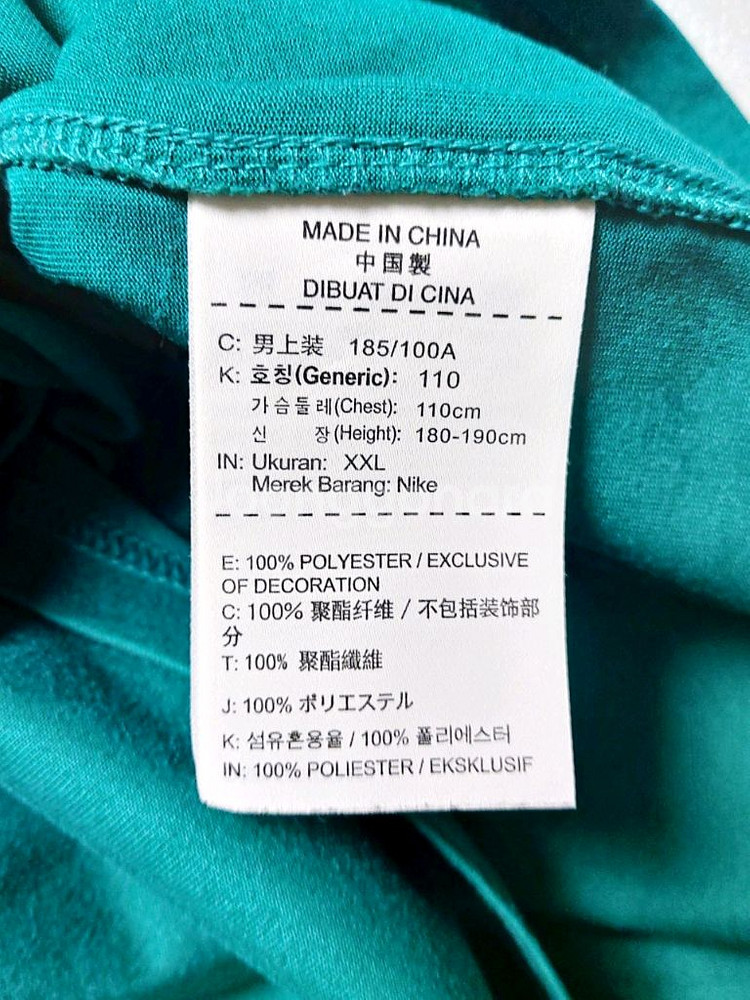 MADE IN CHINA
中国製
DIBUAT DI CINA
C: 男上装 185/100A
K: 호칭(Generic): 110
가슴둘레(Chest): 110cm
신 장(Height): 180-190cm
IN: Ukuran: XXL
Merek Barang: Nike
E: 100% POLYESTER / EXCLUSIVE
OF DECORATION
C: 100% 聚酯纤维 / 不包括装饰部
分
T: 100% 聚酯纖維
J: 100% ポリエステル
K: 섬유혼용율 / 100% 폴리에스터
IN: 100% POLIESTER / EKSKLUSIF